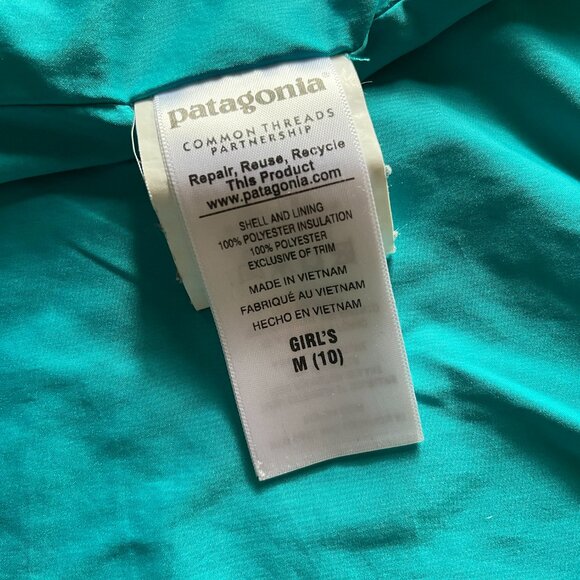 patagonia®
COMMON THREADS
PARTNERSHIP
Repair, Reuse, Recycle
This Product
www.patagonia.com
SHELL AND LINING
100% POLYESTER INSULATION
100% POLYESTER
EXCLUSIVE OF TRIM
MADE IN VIETNAM
FABRIQUÉ AU VIETNAM
HECHO EN VIETNAM
GIRL'S
M (10)